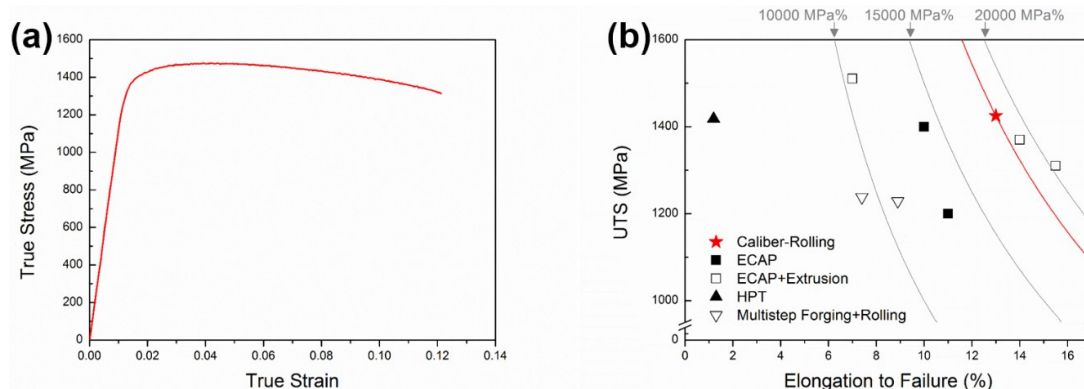 (a)
1600
1400
1200
1000
800
600
400
200
0
0.00 0.02 0.04 0.06 0.08 0.10 0.12 0.14
True Stress (MPa)
True Strain
(b)
10000 MPa% 15000 MPa% 20000 MPa%
1600
1400
1200
1000
0 2 4 6 8 10 12 14 16
UTS (MPa)
Elongation to Failure (%)
Caliber-Rolling
ECAP
ECAP+Extrusion
HPT
Multistep Forging+Rolling